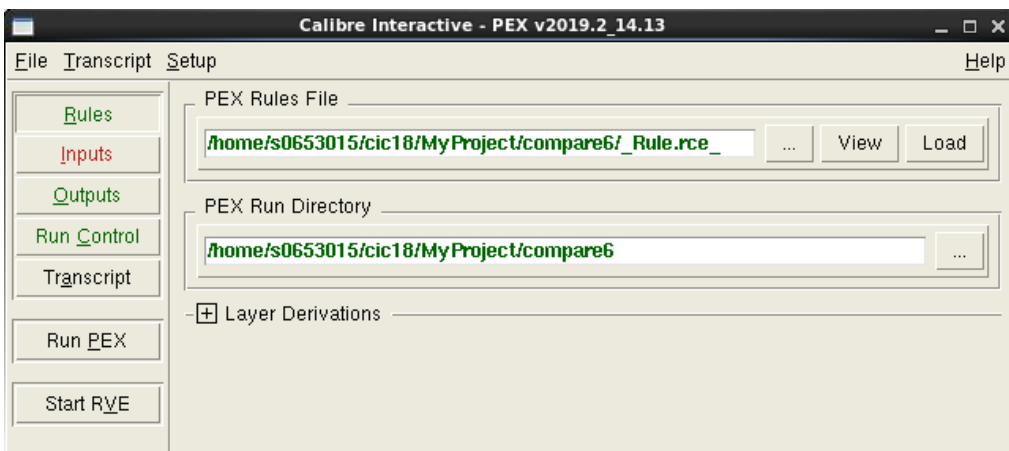 Calibre Interactive - PEX v2019.2_14.13
File Transcript Setup Help
Rules
Inputs
Outputs
Run Control
Transcript
Run PEX
Start RVE
PEX Rules File
/home/s0653015/cic18/MyProject/compare6/_Rule.rce_ ... View Load
PEX Run Directory
/home/s0653015/cic18/MyProject/compare6 ...
+ Layer Derivations